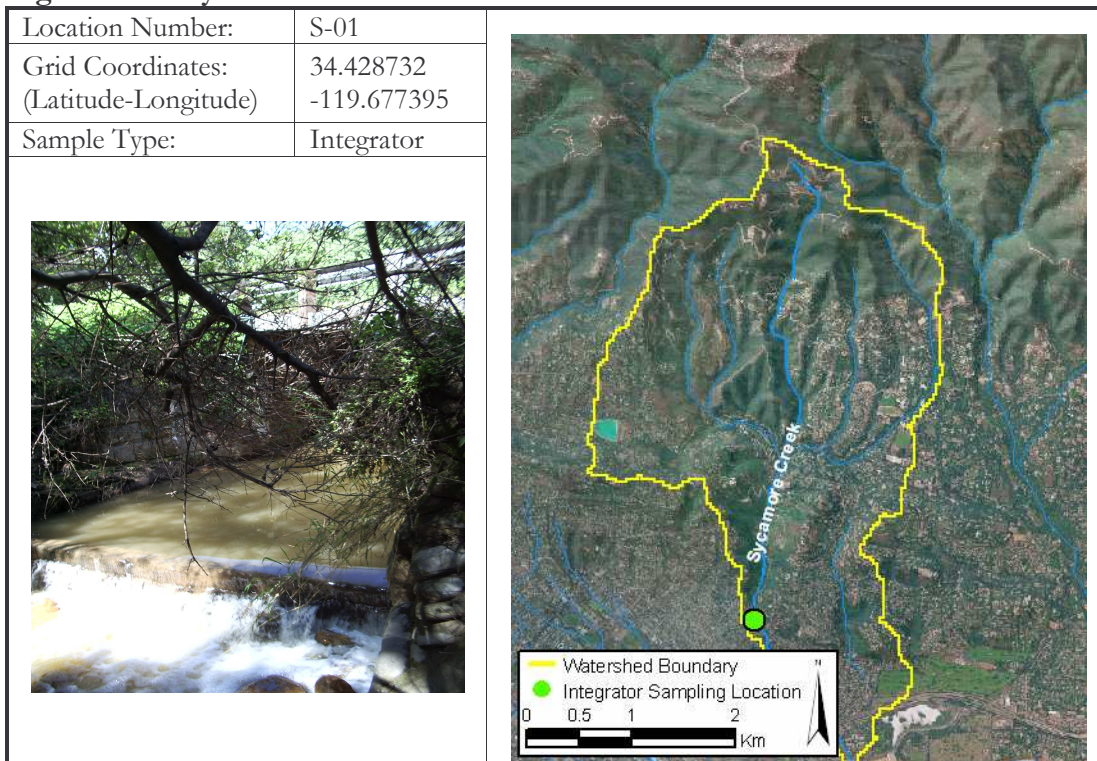 Location Number: S-01
Grid Coordinates: 34.428732
(Latitude-Longitude) -119.677395
Sample Type: Integrator
Sycamore Creek
Watershed Boundary
Integrator Sampling Location
N
0 0.5 1 2
Km